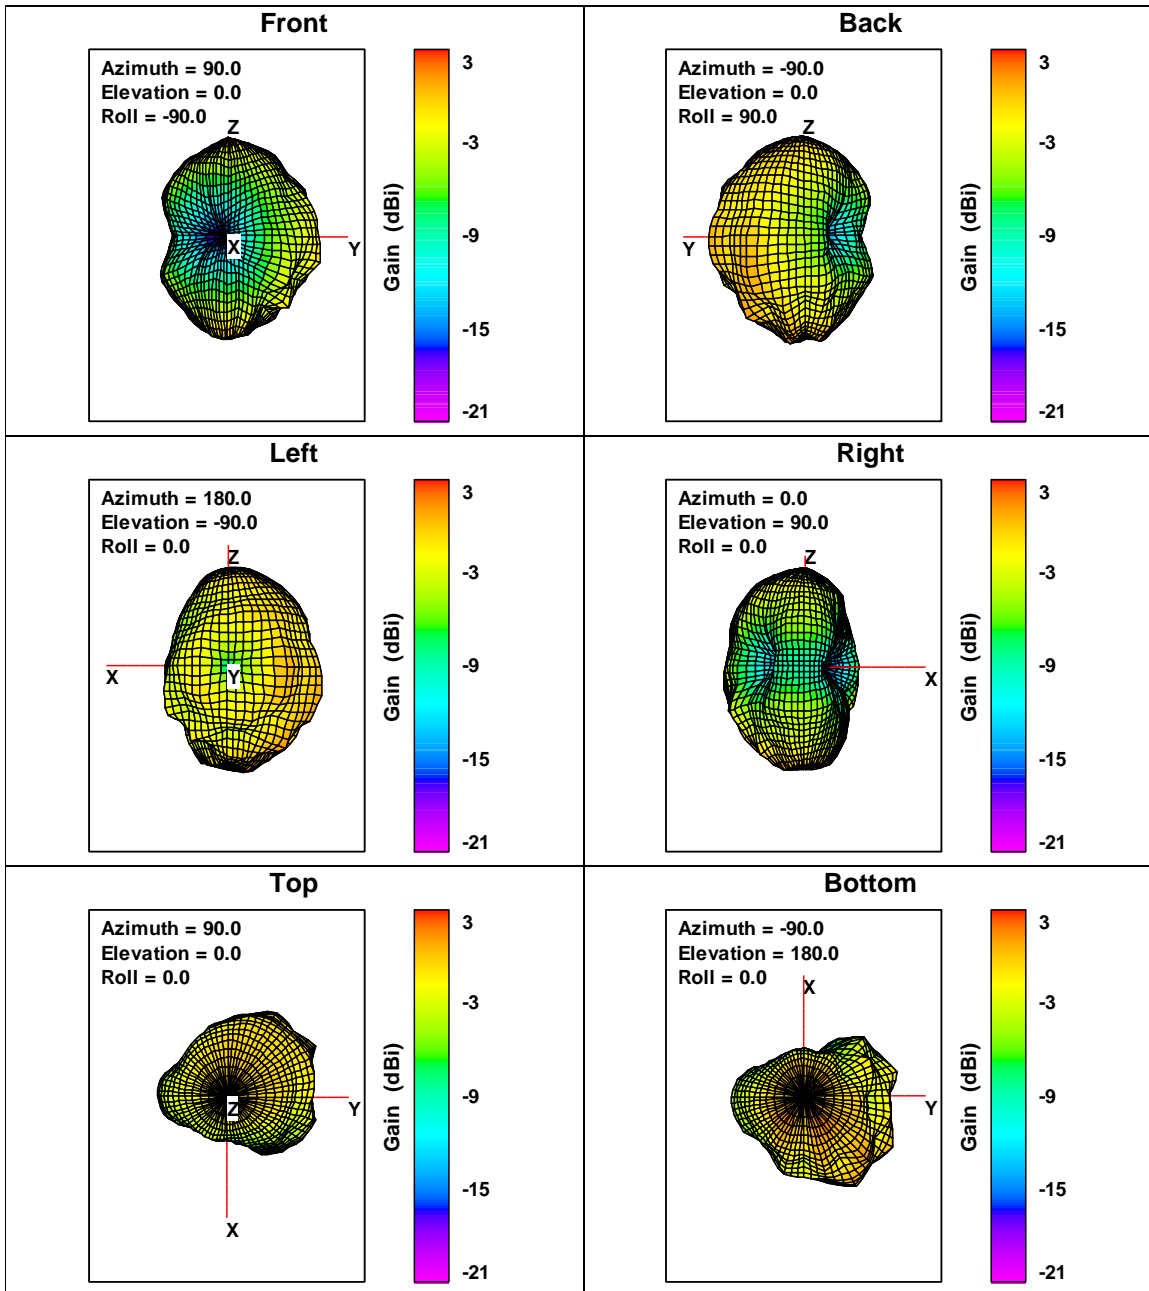 Front
Azimuth = 90.0
Elevation = 0.0
Roll = -90.0
Z
X
Y
3
-3
-9
-15
-21
Gain (dBi)
Back
Azimuth = -90.0
Elevation = 0.0
Roll = 90.0
Z
Y
3
-3
-9
-15
-21
Gain (dBi)
Left
Azimuth = 180.0
Elevation = -90.0
Roll = 0.0
Z
X
Y
3
-3
-9
-15
-21
Gain (dBi)
Right
Azimuth = 0.0
Elevation = 90.0
Roll = 0.0
Z
X
3
-3
-9
-15
-21
Gain (dBi)
Top
Azimuth = 90.0
Elevation = 0.0
Roll = 0.0
Z
Y
X
3
-3
-9
-15
-21
Gain (dBi)
Bottom
Azimuth = -90.0
Elevation = 180.0
Roll = 0.0
X
Y
3
-3
-9
-15
-21
Gain (dBi)